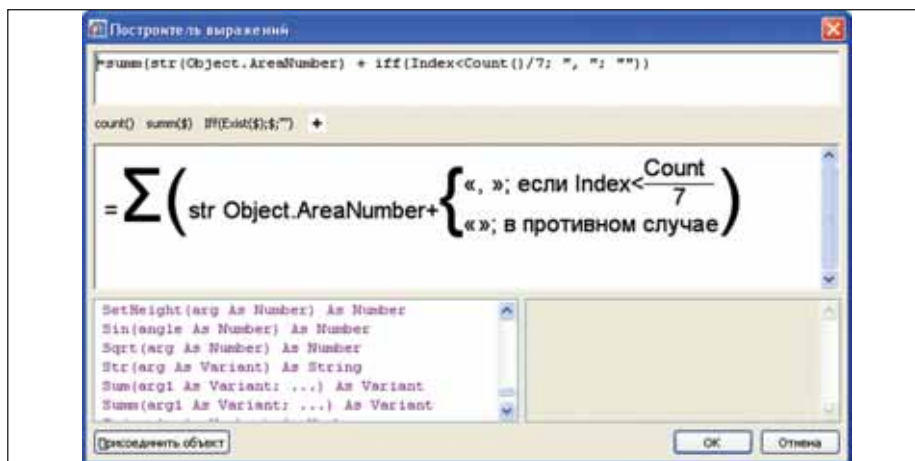 Построитель выражений
=summ(str(Object.AreaNumber) + iff(Index<Count()/7; ", "; ""))
count() summ($) Iff(Exist($);$;"") +
= Σ ( str Object.AreaNumber+ { «, »; если Index< Count / 7
«»; в противном случае )
SetHeight(arg As Number) As Number
Sin(angle As Number) As Number
Sqrt(arg As Number) As Number
Str(arg As Variant) As String
Sum(arg1 As Variant; ...) As Variant
Summ(arg1 As Variant; ...) As Variant
Присоединить объект OK Отмена